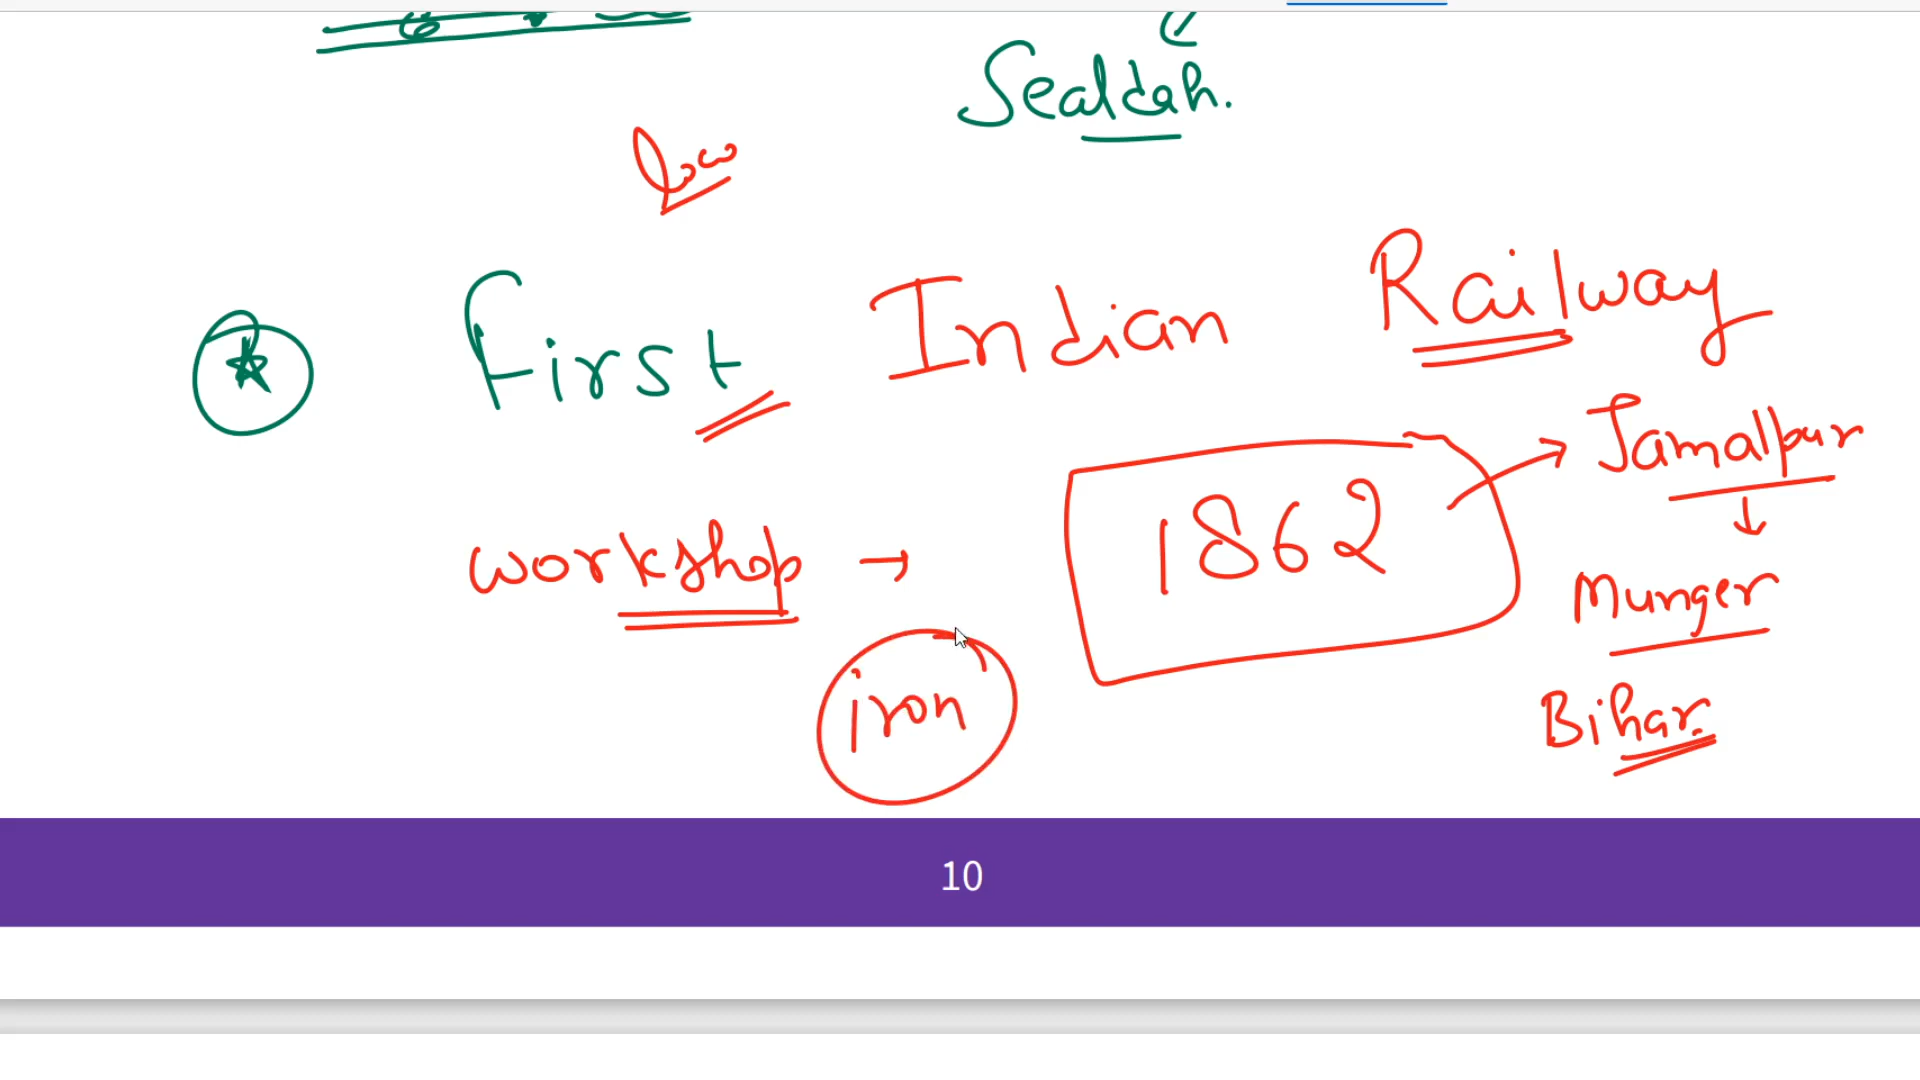 Sealdah.
First Indian Railway
workshop → 1862 → Jamalpur
↓
Munger
iron
Bihar.
10